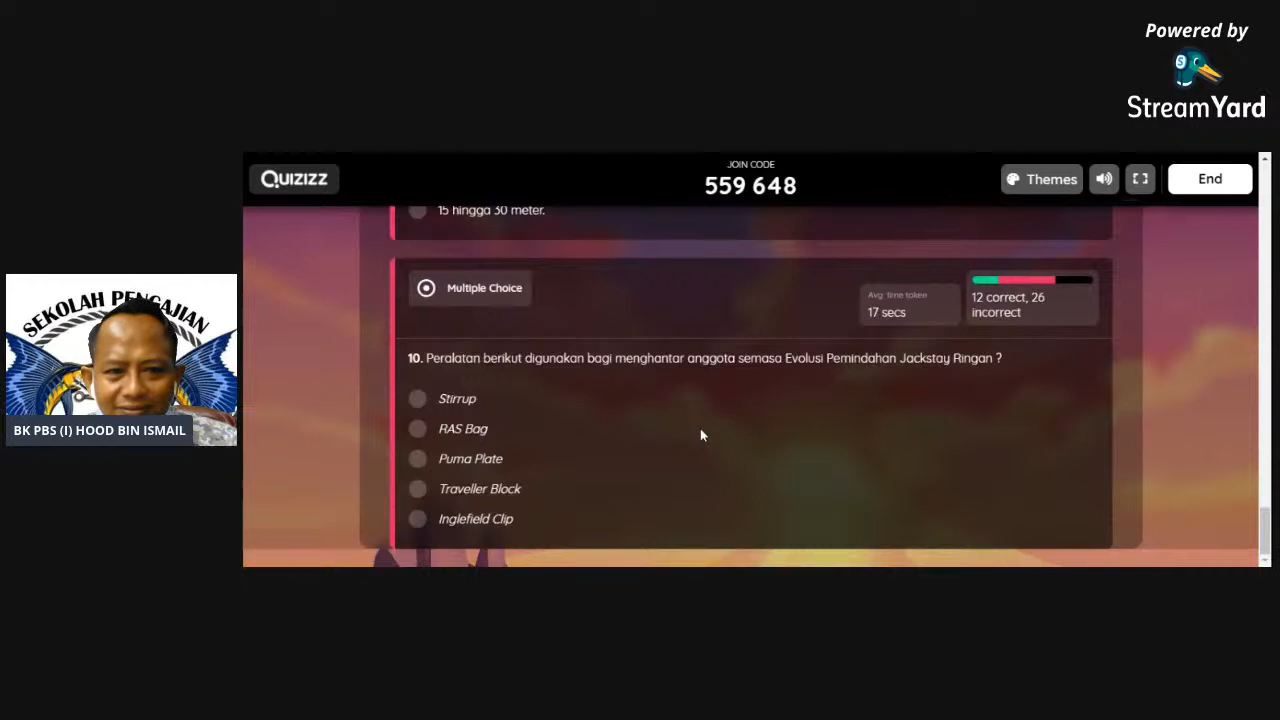 Powered by
StreamYard
QUIZIZZ
JOIN CODE
559 648
Themes
End
15 hingga 30 meter.
Multiple Choice
Avg. time taken
17 secs
12 correct, 26
incorrect
10. Peralatan berikut digunakan bagi menghantar anggota semasa Evolusi Pemindahan Jackstay Ringan ?
Stirrup
RAS Bag
Puma Plate
Traveller Block
Inglefield Clip
SEKOLAH PENGAJIAN
BK PBS (I) HOOD BIN ISMAIL